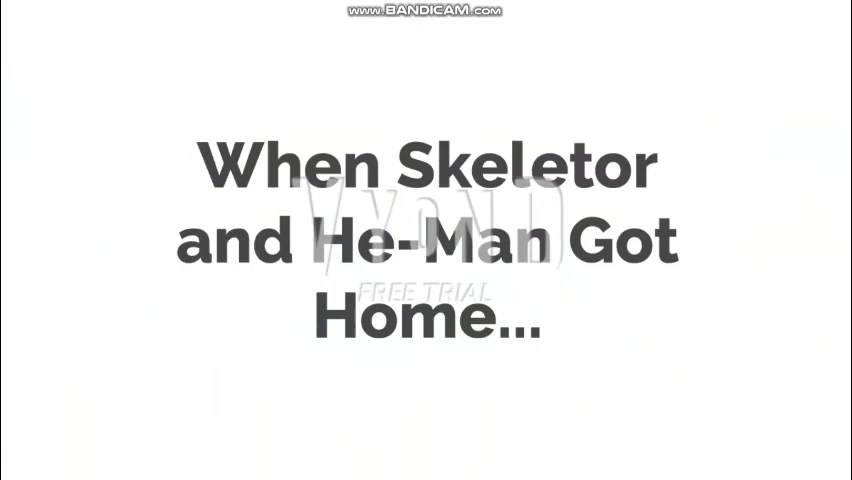 www.BANDICAM.com
When Skeletor
and He-Man Got
Home...
VYOND
FREE TRIAL